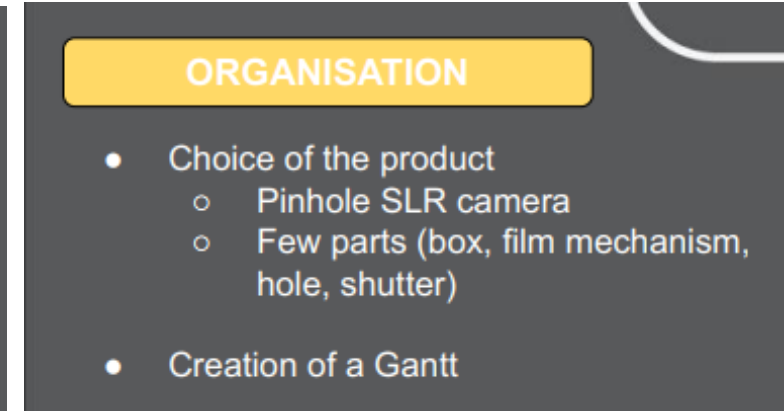 ORGANISATION
● Choice of the product
○ Pinhole SLR camera
○ Few parts (box, film mechanism,
hole, shutter)
● Creation of a Gantt